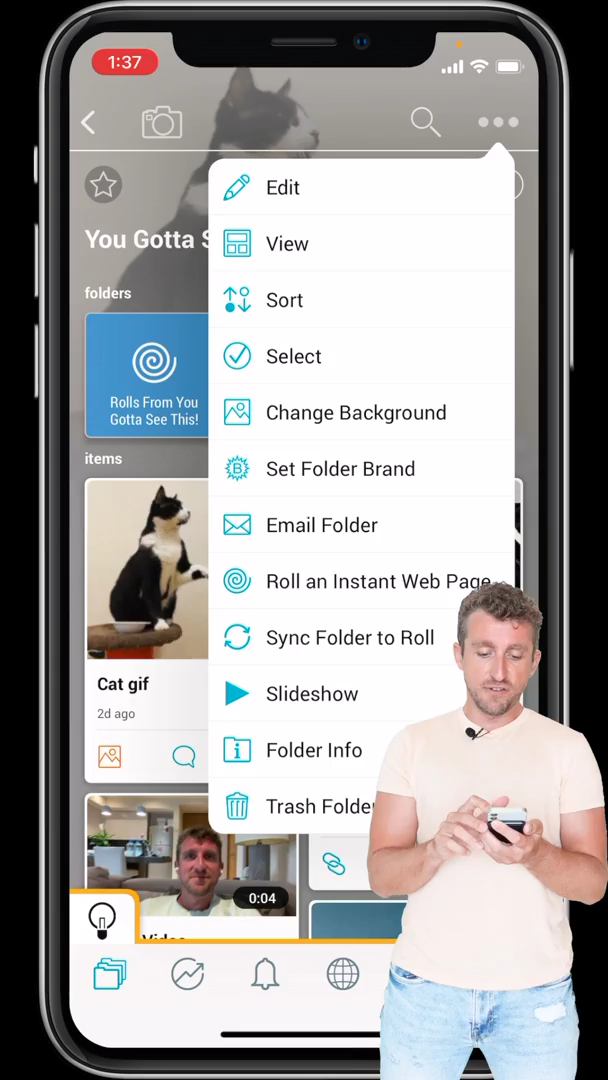 1:37
You Gotta S
folders
Rolls From You
Gotta See This!
items
Cat gif
2d ago
0:04
Video
Edit
View
Sort
Select
Change Background
Set Folder Brand
Email Folder
Roll an Instant Web Page
Sync Folder to Roll
Slideshow
Folder Info
Trash Folder